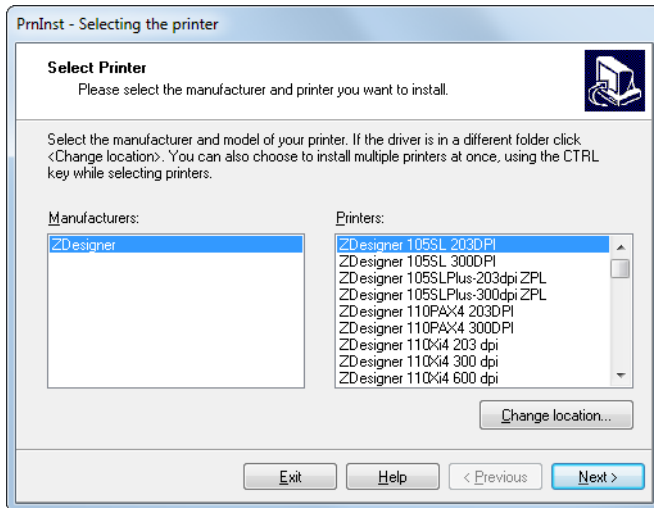 PrnInst - Selecting the printer
Select Printer
Please select the manufacturer and printer you want to install.
Select the manufacturer and model of your printer. If the driver is in a different folder click
<Change location>. You can also choose to install multiple printers at once, using the CTRL
key while selecting printers.
Manufacturers:
ZDesigner
Printers:
ZDesigner 105SL 203DPI
ZDesigner 105SL 300DPI
ZDesigner 105SLPlus-203dpi ZPL
ZDesigner 105SLPlus-300dpi ZPL
ZDesigner 110PAX4 203DPI
ZDesigner 110PAX4 300DPI
ZDesigner 110Xi4 203 dpi
ZDesigner 110Xi4 300 dpi
ZDesigner 110Xi4 600 dpi
Change location...
Exit
Help
< Previous
Next >